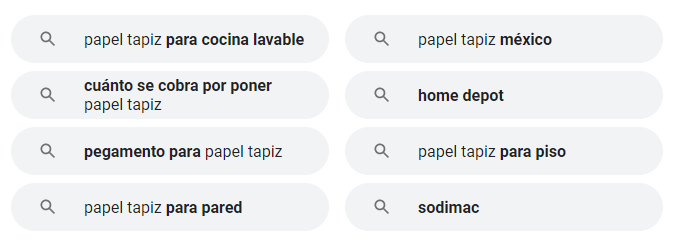 papel tapiz para cocina lavable
papel tapiz méxico
cuánto se cobra por poner
papel tapiz
home depot
pegamento para papel tapiz
papel tapiz para piso
papel tapiz para pared
sodimac